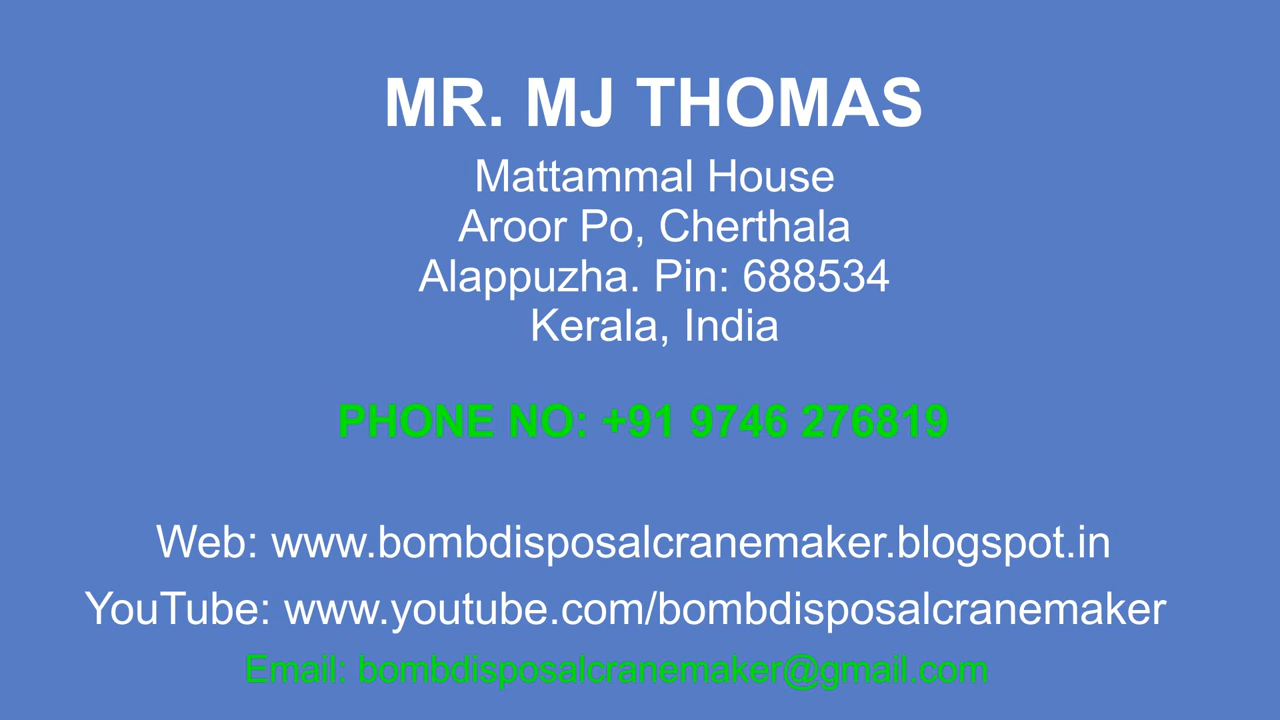 MR. MJ THOMAS
Mattammal House
Aroor Po, Cherthala
Alappuzha. Pin: 688534
Kerala, India
PHONE NO: +91 9746 276819
Web: www.bombdisposalcranemaker.blogspot.in
YouTube: www.youtube.com/bombdisposalcranemaker
Email: bombdisposalcranemaker@gmail.com